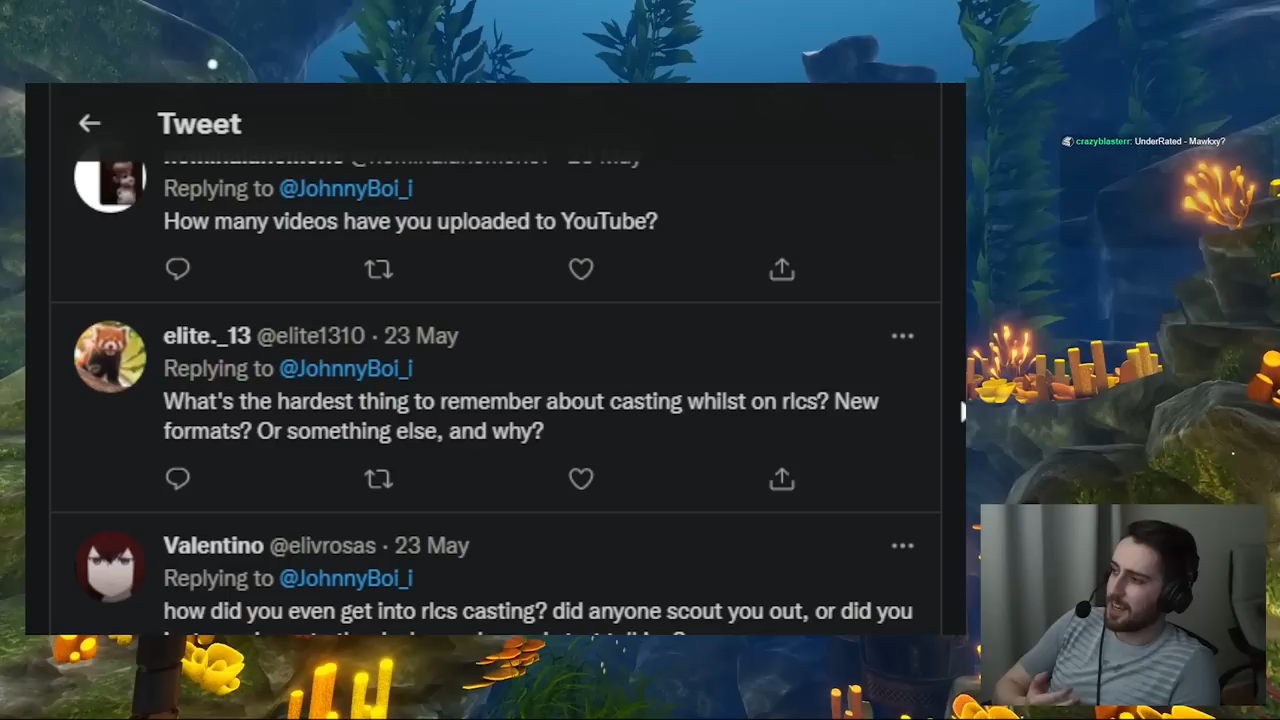 Tweet
Replying to @JohnnyBoi_i
How many videos have you uploaded to YouTube?
elite._13 @elite1310 · 23 May
Replying to @JohnnyBoi_i
What's the hardest thing to remember about casting whilst on rlcs? New
formats? Or something else, and why?
Valentino @elivrosas · 23 May
Replying to @JohnnyBoi_i
how did you even get into rlcs casting? did anyone scout you out, or did you
crazyblasterr: UnderRated - Mawkxy?